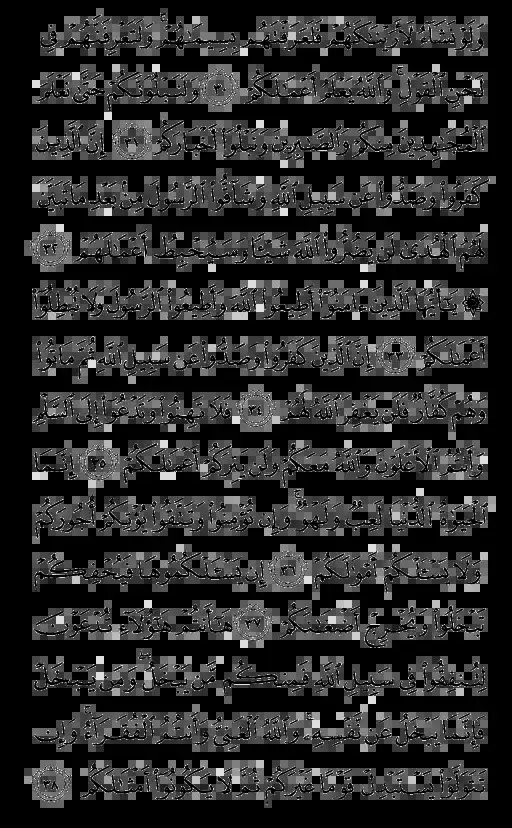 وَلَوْ نَشَآءُ لَأَرَيْنَٰكَهُمْ فَلَعَرَفْتَهُم بِسِيمَٰهُمْ ۚ وَلَتَعْرِفَنَّهُمْ فِى
لَحْنِ ٱلْقَوْلِ ۚ وَٱللَّهُ يَعْلَمُ أَعْمَٰلَكُمْ ٣٠ وَلَنَبْلُوَنَّكُمْ حَتَّىٰ نَعْلَمَ
ٱلْمُجَٰهِدِينَ مِنكُمْ وَٱلصَّٰبِرِينَ وَنَبْلُوَا۟ أَخْبَارَكُمْ ٣١ إِنَّ ٱلَّذِينَ
كَفَرُوا۟ وَصَدُّوا۟ عَن سَبِيلِ ٱللَّهِ وَشَآقُّوا۟ ٱلرَّسُولَ مِنۢ بَعْدِ مَا تَبَيَّنَ
لَهُمُ ٱلْهُدَىٰ لَن يَضُرُّوا۟ ٱللَّهَ شَيْـًٔا وَسَيُحْبِطُ أَعْمَٰلَهُمْ ٣٢
۞ يَٰٓأَيُّهَا ٱلَّذِينَ ءَامَنُوٓا۟ أَطِيعُوا۟ ٱللَّهَ وَأَطِيعُوا۟ ٱلرَّسُولَ وَلَا تُبْطِلُوٓا۟
أَعْمَٰلَكُمْ ٣٣ إِنَّ ٱلَّذِينَ كَفَرُوا۟ وَصَدُّوا۟ عَن سَبِيلِ ٱللَّهِ ثُمَّ مَاتُوا۟
وَهُمْ كُفَّارٌ فَلَن يَغْفِرَ ٱللَّهُ لَهُمْ ٣٤ فَلَا تَهِنُوا۟ وَتَدْعُوٓا۟ إِلَى ٱلسَّلْمِ
وَأَنتُمُ ٱلْأَعْلَوْنَ وَٱللَّهُ مَعَكُمْ وَلَن يَتِرَكُمْ أَعْمَٰلَكُمْ ٣٥ إِنَّمَا
ٱلْحَيَوٰةُ ٱلدُّنْيَا لَعِبٌ وَلَهْوٌ ۚ وَإِن تُؤْمِنُوا۟ وَتَتَّقُوا۟ يُؤْتِكُمْ أُجُورَكُمْ
وَلَا يَسْـَٔلْكُمْ أَمْوَٰلَكُمْ ٣٦ إِن يَسْـَٔلْكُمُوهَا فَيُحْفِكُمْ
تَبْخَلُوا۟ وَيُخْرِجْ أَضْغَٰنَكُمْ ٣٧ هَٰٓأَنتُمْ هَٰٓؤُلَآءِ تُدْعَوْنَ
لِتُنفِقُوا۟ فِى سَبِيلِ ٱللَّهِ فَمِنكُم مَّن يَبْخَلُ ۖ وَمَن يَبْخَلْ
فَإِنَّمَا يَبْخَلُ عَن نَّفْسِهِۦ ۚ وَٱللَّهُ ٱلْغَنِىُّ وَأَنتُمُ ٱلْفُقَرَآءُ ۚ وَإِن
تَتَوَلَّوْا۟ يَسْتَبْدِلْ قَوْمًا غَيْرَكُمْ ثُمَّ لَا يَكُونُوٓا۟ أَمْثَٰلَكُم ٣٨